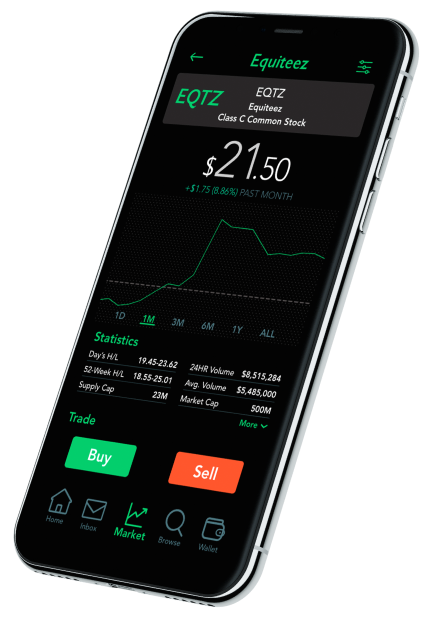 Equiteez
EQTZ
EQTZ
Equiteez
Class C Common Stock
$21.50
+$1.75 (8.86%) PAST MONTH
1D 1M 3M 6M 1Y ALL
Statistics
Day's H/L 19.45-23.62 24HR Volume $8,515,284
52-Week H/L 18.55-25.01 Avg. Volume $5,485,000
Supply Cap 23M Market Cap 500M
More
Trade
Buy Sell
Home Inbox Market Browse Wallet